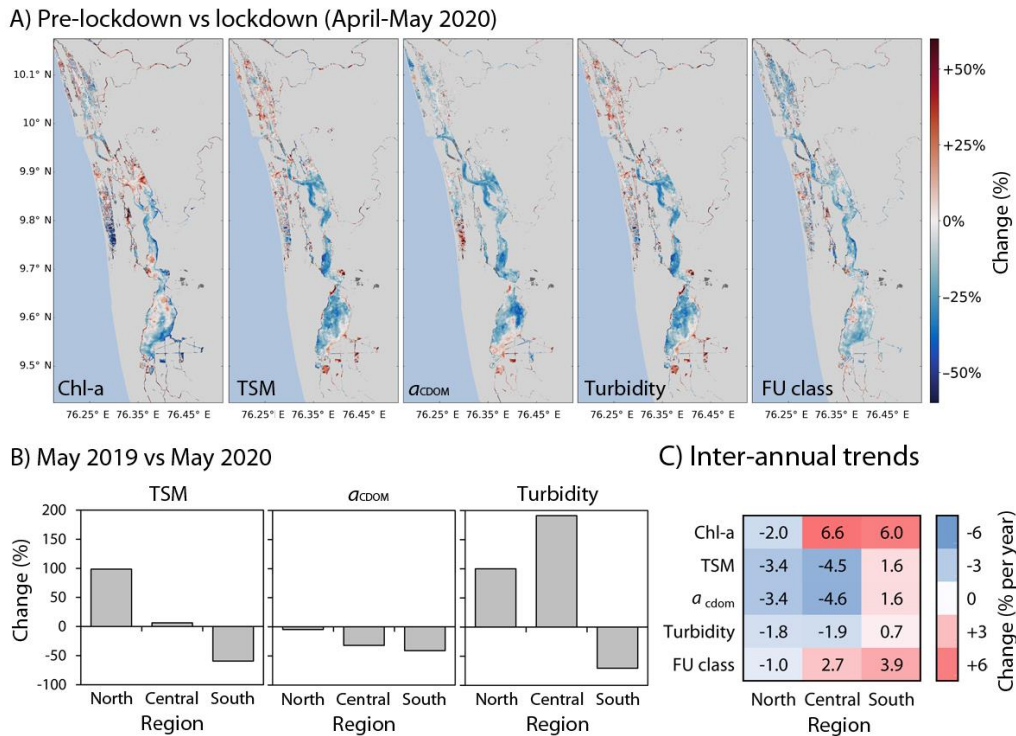 A) Pre-lockdown vs lockdown (April-May 2020)
10.1° N
10° N
9.9° N
9.8° N
9.7° N
9.6° N
9.5° N
Chl-a
TSM
aCDOM
Turbidity
FU class
76.25° E 76.35° E 76.45° E
76.25° E 76.35° E 76.45° E
76.25° E 76.35° E 76.45° E
76.25° E 76.35° E 76.45° E
76.25° E 76.35° E 76.45° E
+50%
+25%
0%
-25%
-50%
Change (%)
B) May 2019 vs May 2020
TSM
aCDOM
Turbidity
Change (%)
200
150
100
50
0
-50
-100
North Central South
North Central South
North Central South
Region
Region
Region
C) Inter-annual trends
Chl-a -2.0 6.6 6.0
TSM -3.4 -4.5 1.6
a cdom -3.4 -4.6 1.6
Turbidity -1.8 -1.9 0.7
FU class -1.0 2.7 3.9
North Central South
Region
-6
-3
0
+3
+6
Change (% per year)